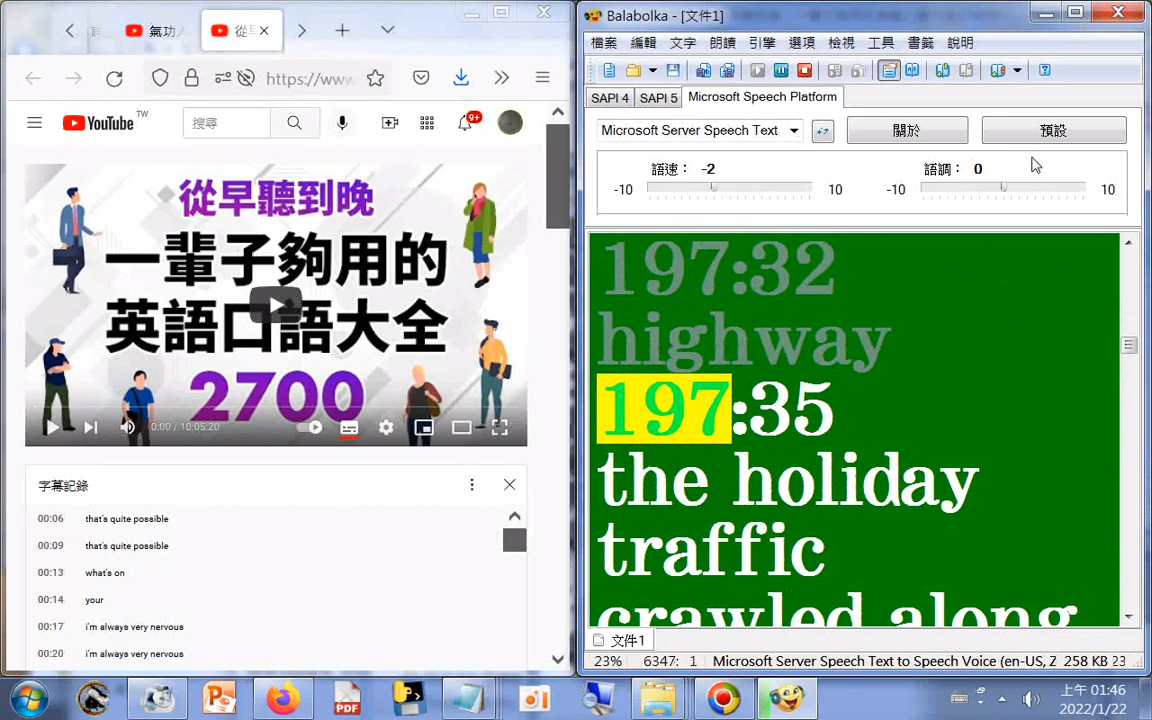 氣功
從
https://www
YouTube TW
搜尋
9+
從早聽到晚
一輩子夠用的
英語口語大全
2700
0:00 / 10:05:20
字幕記錄
00:06 that's quite possible
00:09 that's quite possible
00:13 what's on
00:14 your
00:17 i'm always very nervous
00:20 i'm always very nervous
Balabolka - [文件1]
檔案 編輯 文字 朗讀 引擎 選項 檢視 工具 書籤 說明
SAPI 4 SAPI 5 Microsoft Speech Platform
Microsoft Server Speech Text 關於 預設
語速： -2 語調： 0
-10 10 -10 10
197:32
highway
197:35
the holiday
traffic
crawled along
文件1
23% 6347: 1 Microsoft Server Speech Text to Speech Voice (en-US, Z 258 KB 23
PDF
上午 01:46
2022/1/22